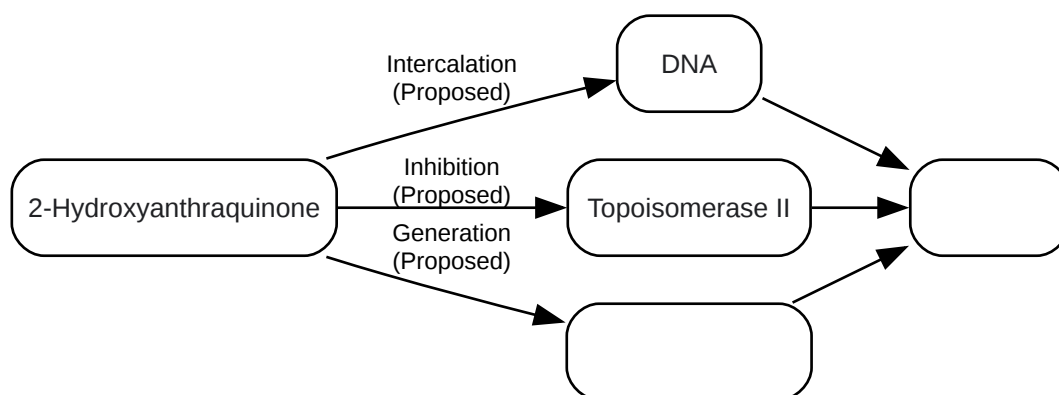 Intercalation
(Proposed)
DNA
2-Hydroxyanthraquinone
Inhibition
(Proposed)
Topoisomerase II
Generation
(Proposed)